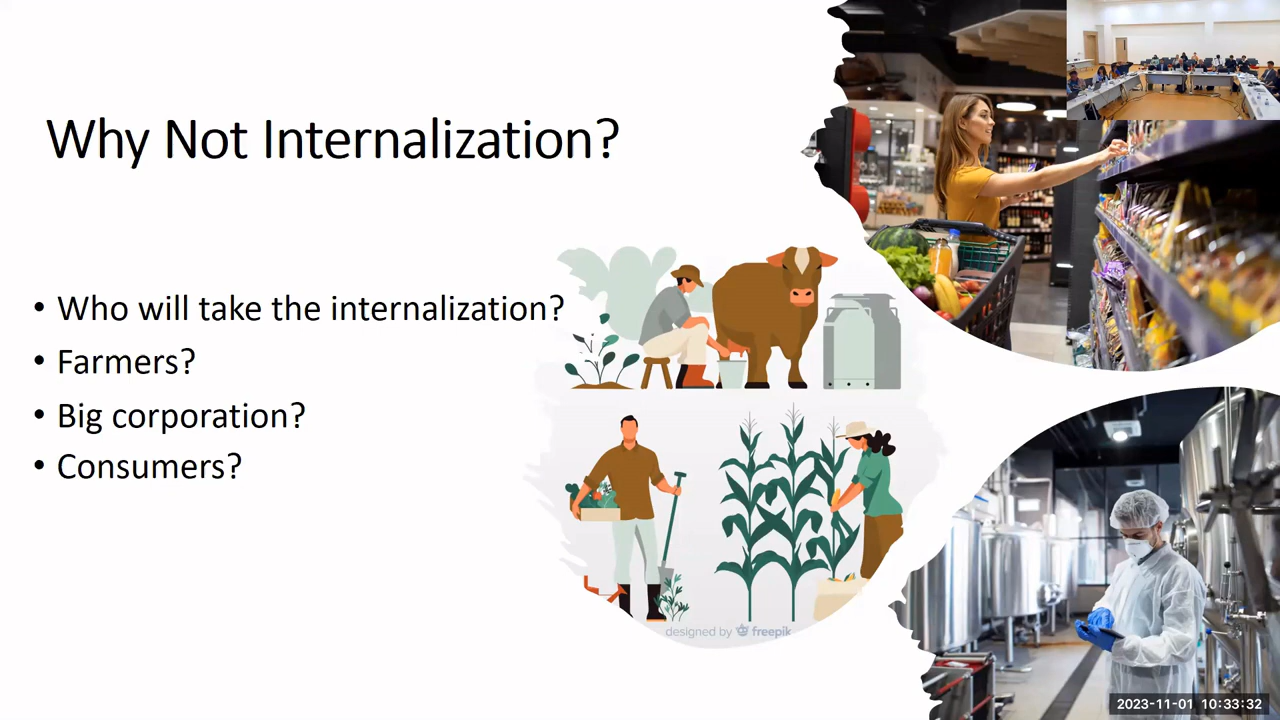 Why Not Internalization?
• Who will take the internalization?
• Farmers?
• Big corporation?
• Consumers?
designed by freepik
2023-11-01 10:33:32